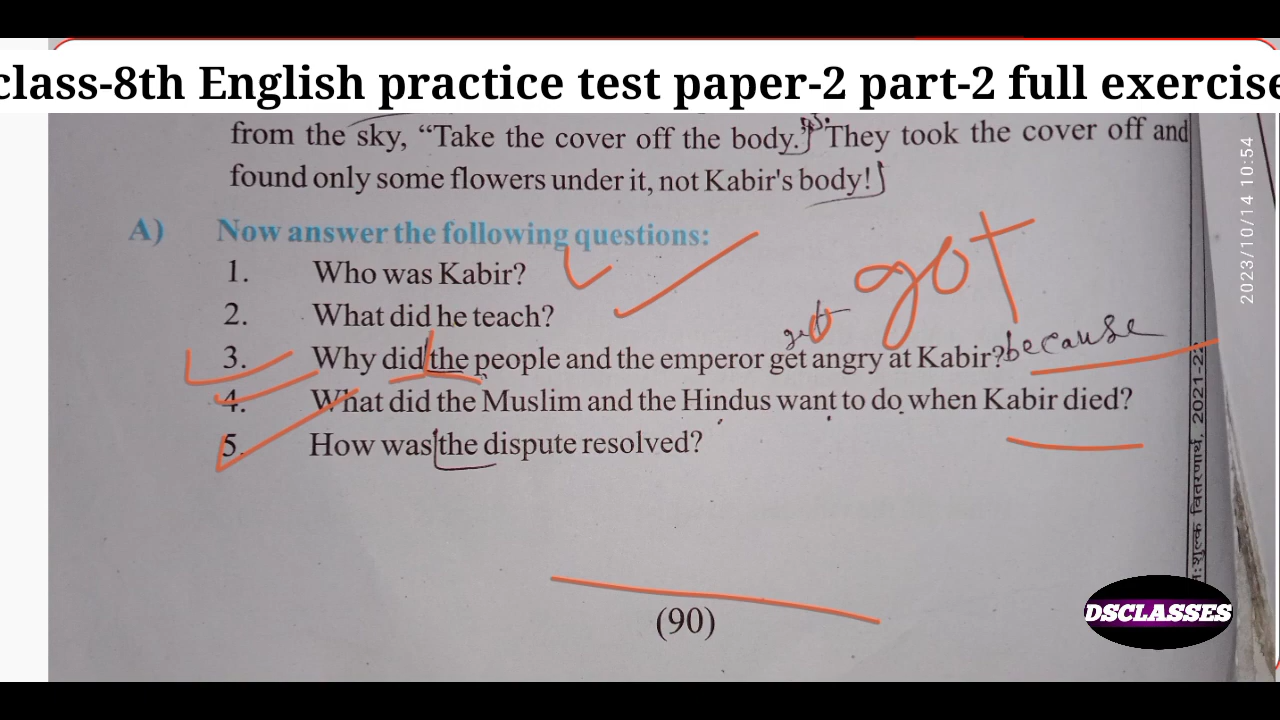 class-8th English practice test paper-2 part-2 full exercise
from the sky, “Take the cover off the body.” They took the cover off and
found only some flowers under it, not Kabir's body!
A) Now answer the following questions:
1. Who was Kabir?
2. What did he teach?
got
get
3. Why did the people and the emperor get angry at Kabir? because
4. What did the Muslim and the Hindus want to do when Kabir died?
5. How was the dispute resolved?
(90)
2023/10/14 10:54
शुल्क वितरणार्थ, 2021-22
DSCLASSES